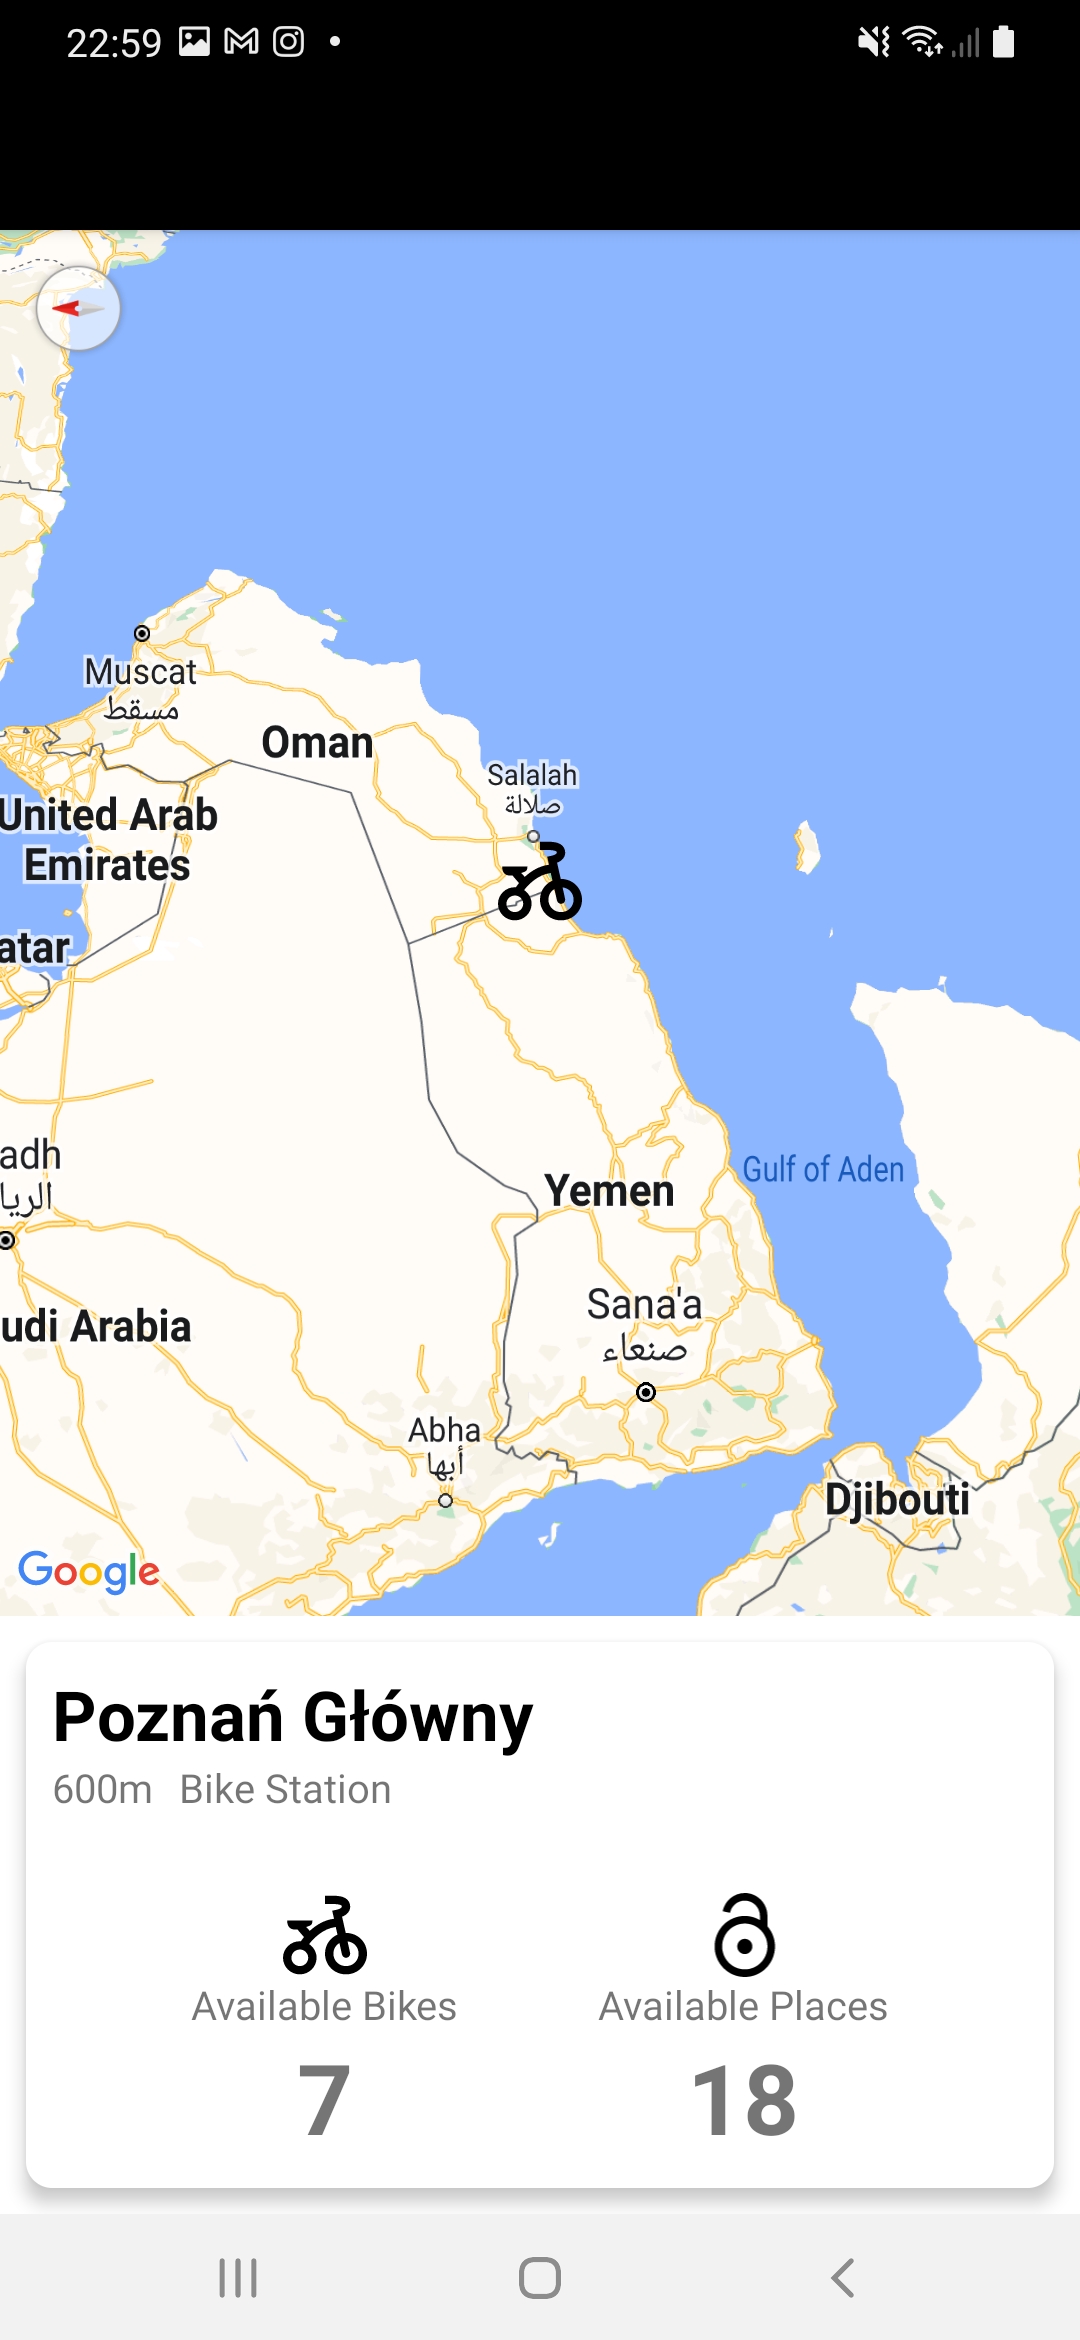 22:59
Muscat
مسقط
Oman
Salalah
صلالة
United Arab
Emirates
atar
adh
الريا
Yemen
Gulf of Aden
Sana'a
صنعاء
udi Arabia
Abha
أبها
Djibouti
Google
Poznań Główny
600m Bike Station
Available Bikes
Available Places
7
18